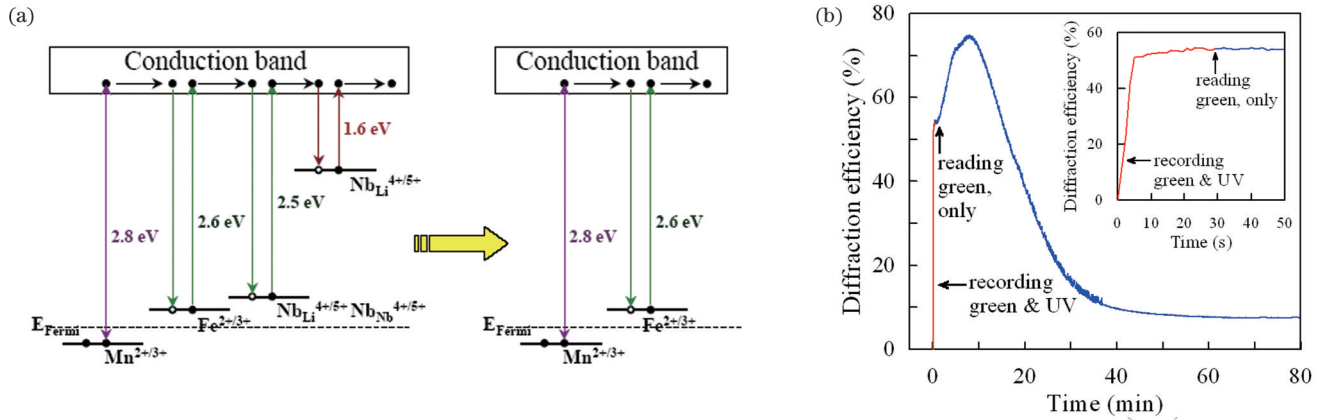 (a)
Conduction band
1.6 eV
Nb_Li^4+/5+
2.6 eV
2.5 eV
2.8 eV
Nb_Li^4+/5+ Nb_Nb^4+/5+
Fe^2+/3+
E_Fermi
Mn^2+/3+
Conduction band
2.8 eV
2.6 eV
Fe^2+/3+
E_Fermi
Mn^2+/3+
(b)
Diffraction efficiency (%)
80
70
60
50
40
30
20
10
0
0 20 40 60 80
Time (min)
reading
green,
only
recording
green & UV
Diffraction efficiency (%)
60
40
20
0
0 10 20 30 40 50
Time (s)
reading
green, only
recording
green & UV